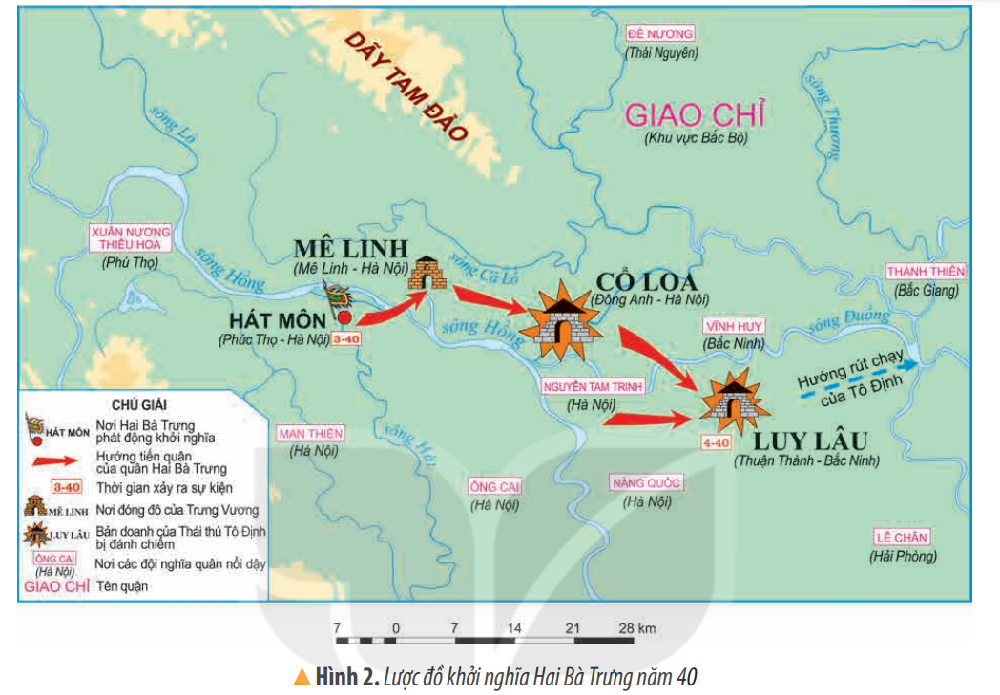 DÃY TAM ĐẢO
ĐÊ NƯƠNG
(Thái Nguyên)
GIAO CHỈ
(Khu vực Bắc Bộ)
sông Thương
sông Lô
XUÂN NƯƠNG
THIỀU HOA
(Phú Thọ)
sông Hồng
MÊ LINH
(Mê Linh - Hà Nội)
sông Cà Lồ
CỔ LOA
(Đông Anh - Hà Nội)
THÁNH THIÊN
(Bắc Giang)
HÁT MÔN
(Phúc Thọ - Hà Nội)
3-40
sông Hồng
VĨNH HUY
(Bắc Ninh)
sông Đuống
Hướng rút chạy
của Tô Định
NGUYỄN TAM TRINH
(Hà Nội)
4-40
LUY LÂU
(Thuận Thành - Bắc Ninh)
MAN THIỆN
(Hà Nội)
sông Hát
ÔNG CAI
(Hà Nội)
NÀNG QUỐC
(Hà Nội)
LÊ CHÂN
(Hải Phòng)
CHÚ GIẢI
HÁT MÔN
Nơi Hai Bà Trưng
phát động khởi nghĩa
Hướng tiến quân
của quân Hai Bà Trưng
3-40
Thời gian xảy ra sự kiện
MÊ LINH
Nơi đóng đô của Trưng Vương
LUY LÂU
Bản doanh của Thái thú Tô Định
bị đánh chiếm
ÔNG CAI
(Hà Nội)
Nơi các đội nghĩa quân nổi dậy
GIAO CHỈ
Tên quận
7 0 7 14 21 28 km
Hình 2. Lược đồ khởi nghĩa Hai Bà Trưng năm 40